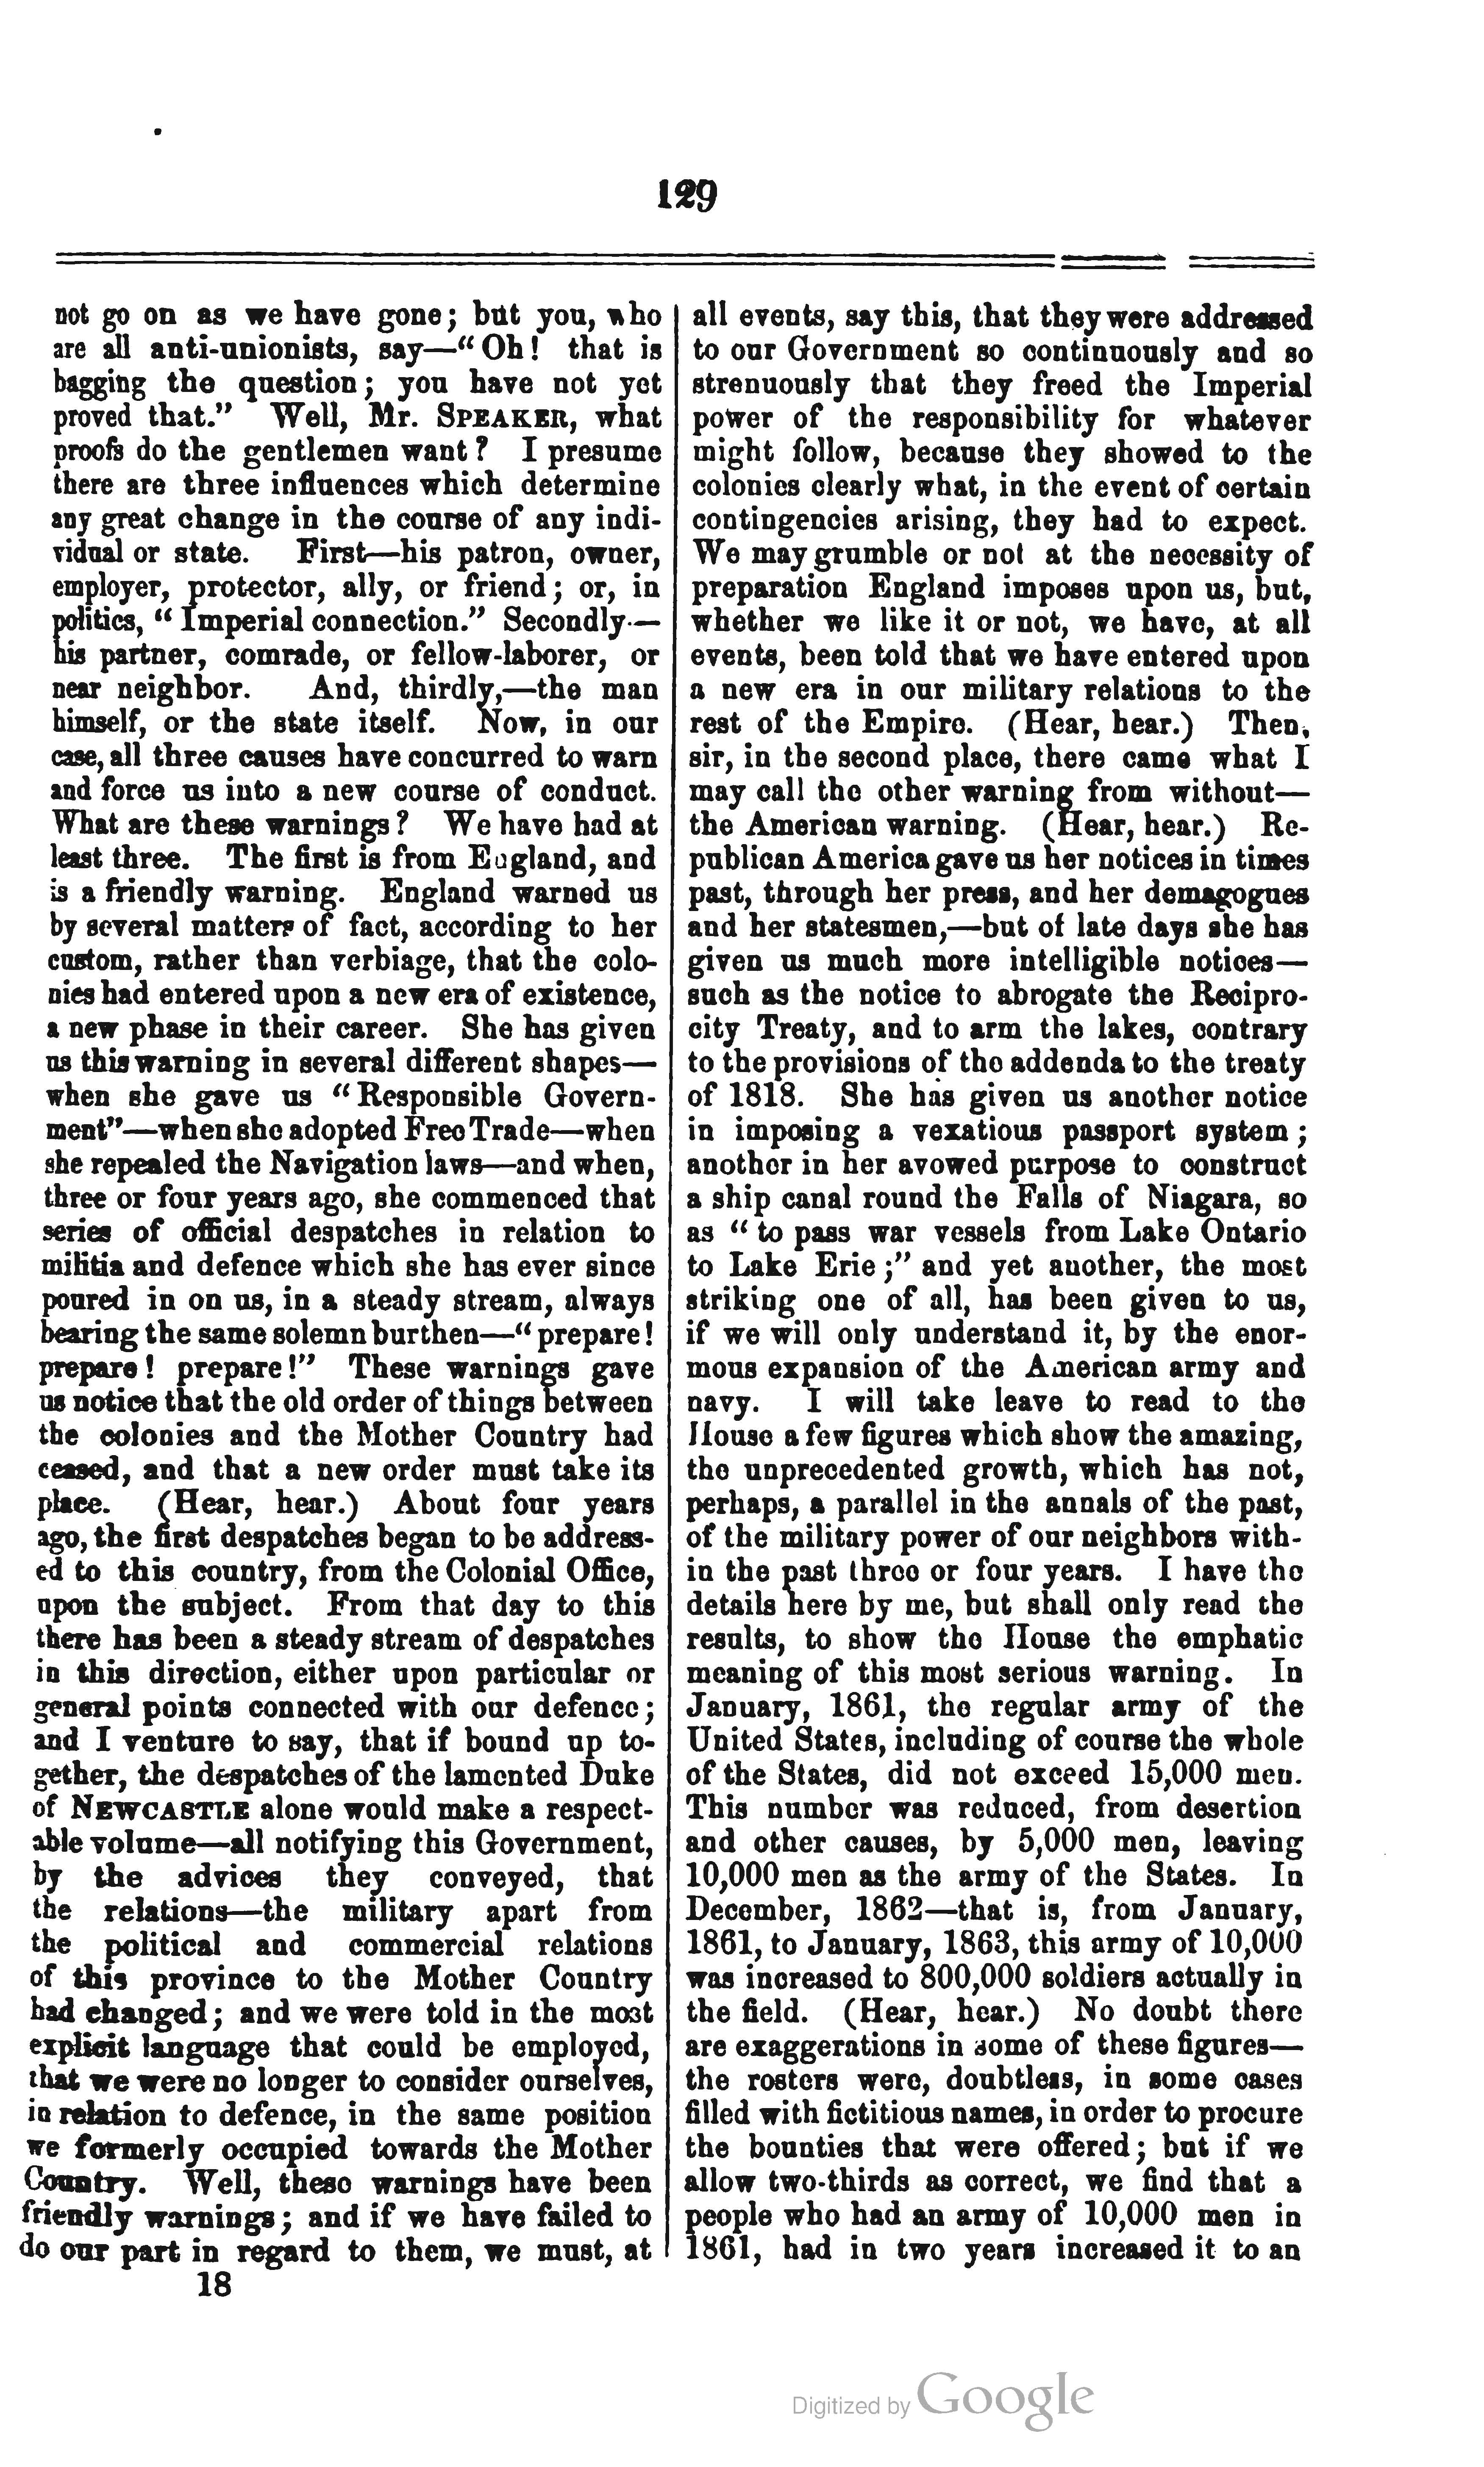 129
not go on as we have gone; but you, who
are all anti-unionists, say—“Oh! that is
bagging the question; you have not yet
proved that.” Well, Mr. SPEAKER, what
proofs do the gentlemen want? I presume
there are three influences which determine
any great change in the course of any indi-
vidual or state. First—his patron, owner,
employer, protector, ally, or friend; or, in
politics, “Imperial connection.” Secondly—
his partner, comrade, or fellow-laborer, or
near neighbor. And, thirdly,—the man
himself, or the state itself. Now, in our
case, all three causes have concurred to warn
and force us into a new course of conduct.
What are these warnings? We have had at
least three. The first is from England, and
is a friendly warning. England warned us
by several matters of fact, according to her
custom, rather than verbiage, that the colo-
nies had entered upon a new era of existence,
a new phase in their career. She has given
us this warning in several different shapes—
when she gave us “Responsible Govern-
ment”—when she adopted Free Trade—when
she repealed the Navigation laws—and when,
three or four years ago, she commenced that
series of official despatches in relation to
militia and defence which she has ever since
poured in on us, in a steady stream, always
bearing the same solemn burthen—“prepare!
prepare! prepare!” These warnings gave
us notice that the old order of things between
the colonies and the Mother Country had
ceased, and that a new order must take its
place. (Hear, hear.) About four years
ago, the first despatches began to be address-
ed to this country, from the Colonial Office,
upon the subject. From that day to this
there has been a steady stream of despatches
in this direction, either upon particular or
general points connected with our defence;
and I venture to say, that if bound up to-
gether, the despatches of the lamented Duke
of NEWCASTLE alone would make a respect-
able volume—all notifying this Government,
by the advices they conveyed, that
the relations—the military apart from
the political and commercial relations
of this province to the Mother Country
had changed; and we were told in the most
explicit language that could be employed,
that we were no longer to consider ourselves,
in relation to defence, in the same position
we formerly occupied towards the Mother
Country. Well, these warnings have been
friendly warnings; and if we have failed to
do our part in regard to them, we must, at
18
all events, say this, that they were addressed
to our Government so continuously and so
strenuously that they freed the Imperial
power of the responsibility for whatever
might follow, because they showed to the
colonies clearly what, in the event of certain
contingencies arising, they had to expect.
We may grumble or not at the necessity of
preparation England imposes upon us, but,
whether we like it or not, we have, at all
events, been told that we have entered upon
a new era in our military relations to the
rest of the Empire. (Hear, hear.) Then,
sir, in the second place, there came what I
may call the other warning from without—
the American warning. (Hear, hear.) Re-
publican America gave us her notices in times
past, through her press, and her demagogues
and her statesmen,—but of late days she has
given us much more intelligible notices—
such as the notice to abrogate the Recipro-
city Treaty, and to arm the lakes, contrary
to the provisions of the addenda to the treaty
of 1818. She has given us another notice
in imposing a vexatious passport system;
another in her avowed purpose to construct
a ship canal round the Falls of Niagara, so
as “to pass war vessels from Lake Ontario
to Lake Erie;” and yet another, the most
striking one of all, has been given to us,
if we will only understand it, by the enor-
mous expansion of the American army and
navy. I will take leave to read to the
House a few figures which show the amazing,
the unprecedented growth, which has not,
perhaps, a parallel in the annals of the past,
of the military power of our neighbors with-
in the past three or four years. I have the
details here by me, but shall only read the
results, to show the House the emphatic
meaning of this most serious warning. In
January, 1861, the regular army of the
United States, including of course the whole
of the States, did not exceed 15,000 men.
This number was reduced, from desertion
and other causes, by 5,000 men, leaving
10,000 men as the army of the States. In
December, 1862—that is, from January,
1861, to January, 1863, this army of 10,000
was increased to 800,000 soldiers actually in
the field. (Hear, hear.) No doubt there
are exaggerations in some of these figures—
the rosters were, doubtless, in some cases
filled with fictitious names, in order to procure
the bounties that were offered; but if we
allow two-thirds as correct, we find that a
people who had an army of 10,000 men in
1861, had in two years increased it to an
Digitized by Google